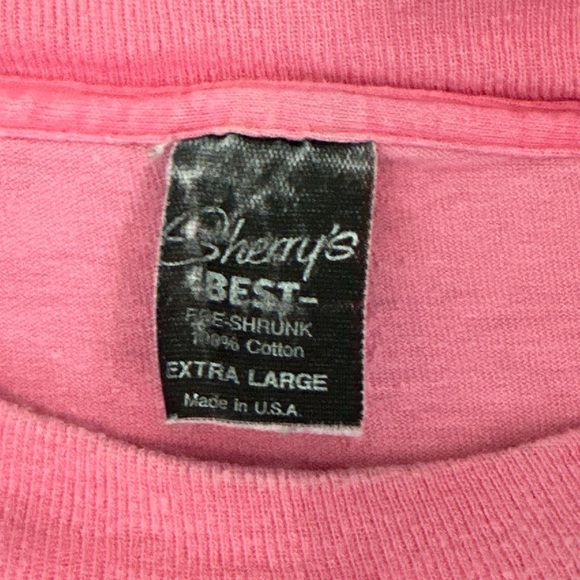 Sherry's
-BEST-
PRE-SHRUNK
100% Cotton
EXTRA LARGE
Made in U.S.A.